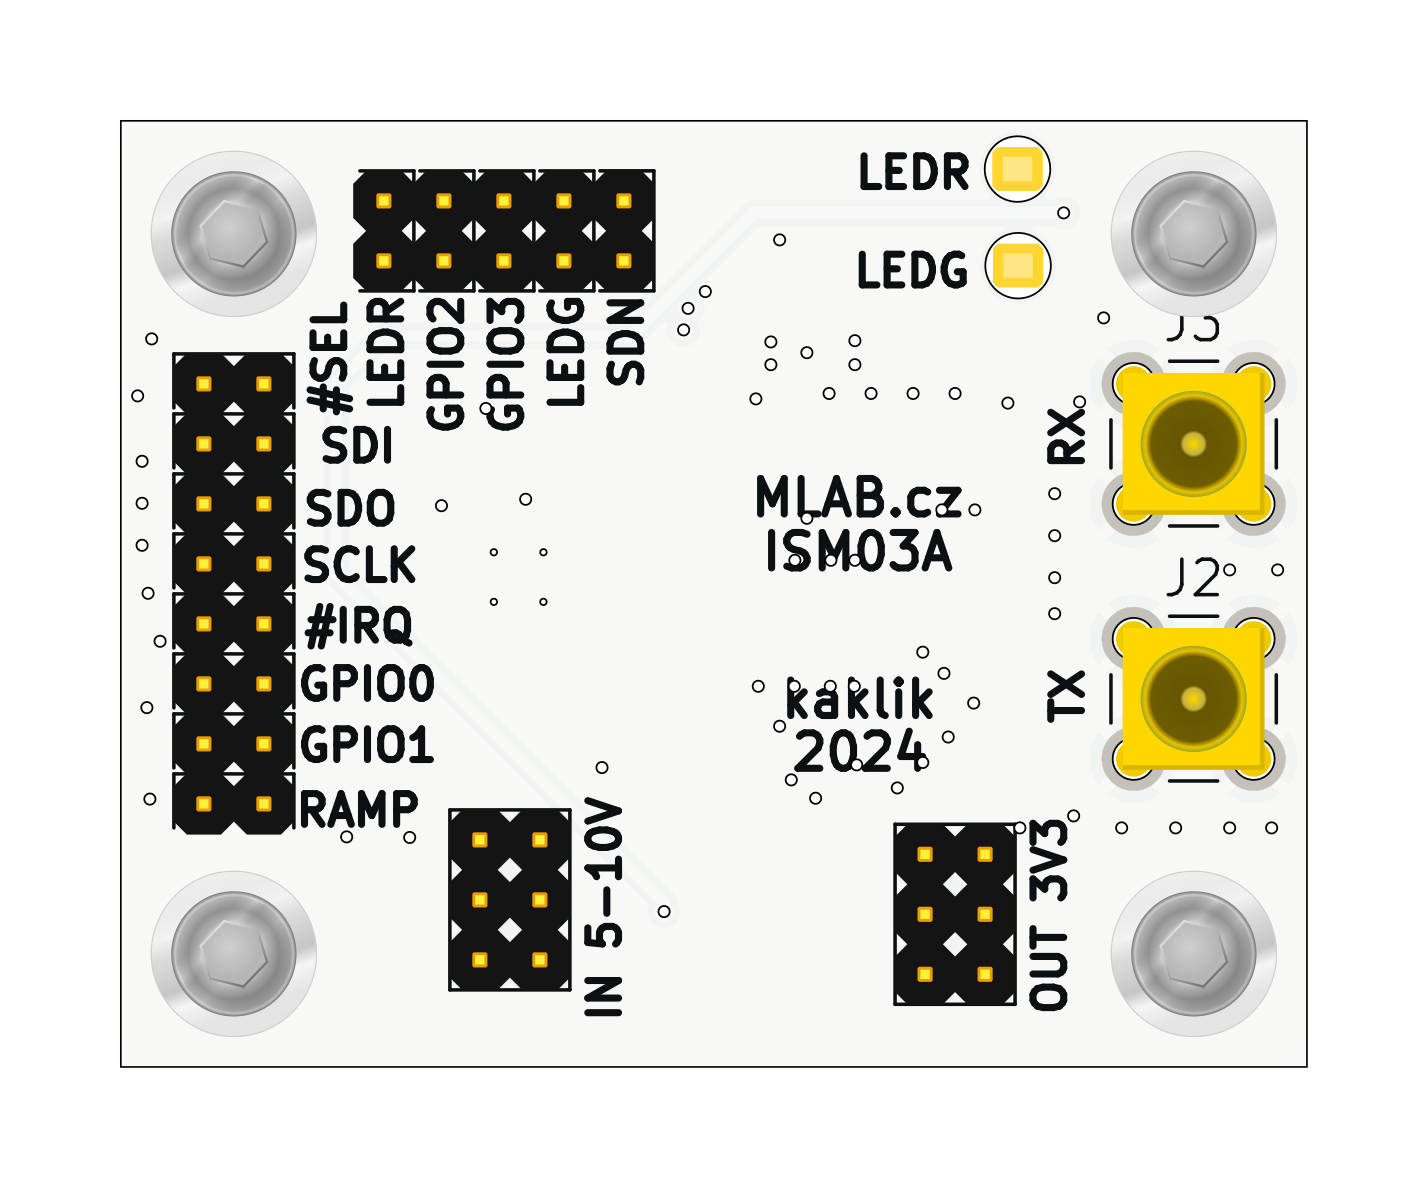 LEDR
LEDG
#SEL
LEDR
GPIO2
GPIO3
LEDG
SDN
SDI
SDO
SCLK
#IRQ
GPIO0
GPIO1
RAMP
J3
RX
MLAB.cz
ISM03A
J2
TX
kaklik
2024
IN 5-10V
OUT 3V3